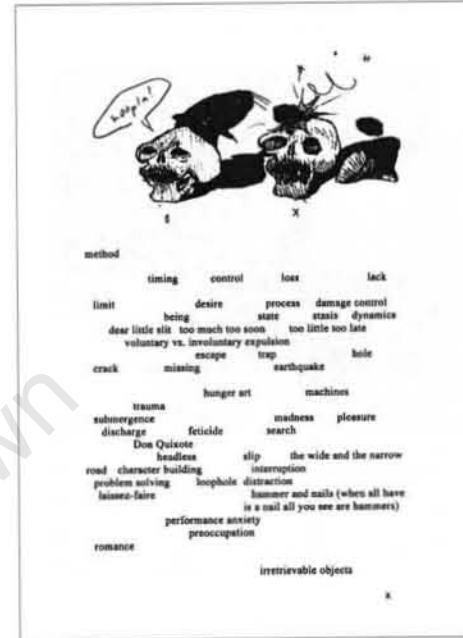 hoopla!
$ X
method
timing control loss lack
limit desire process damage control
being state stasis dynamics
dear little slit too much too soon too little too late
voluntary vs. involuntary expulsion
escape trap hole
crack missing earthquake
hunger art machines
trauma
submergence madness pleasure
discharge feticide search
Don Quixote
headless slip the wide and the narrow
road character building interruption
problem solving loophole distraction
laissez-faire hammer and nails (when all have
is a nail all you see are hammers)
performance anxiety
preoccupation
romance
irretrievable objects
x
own